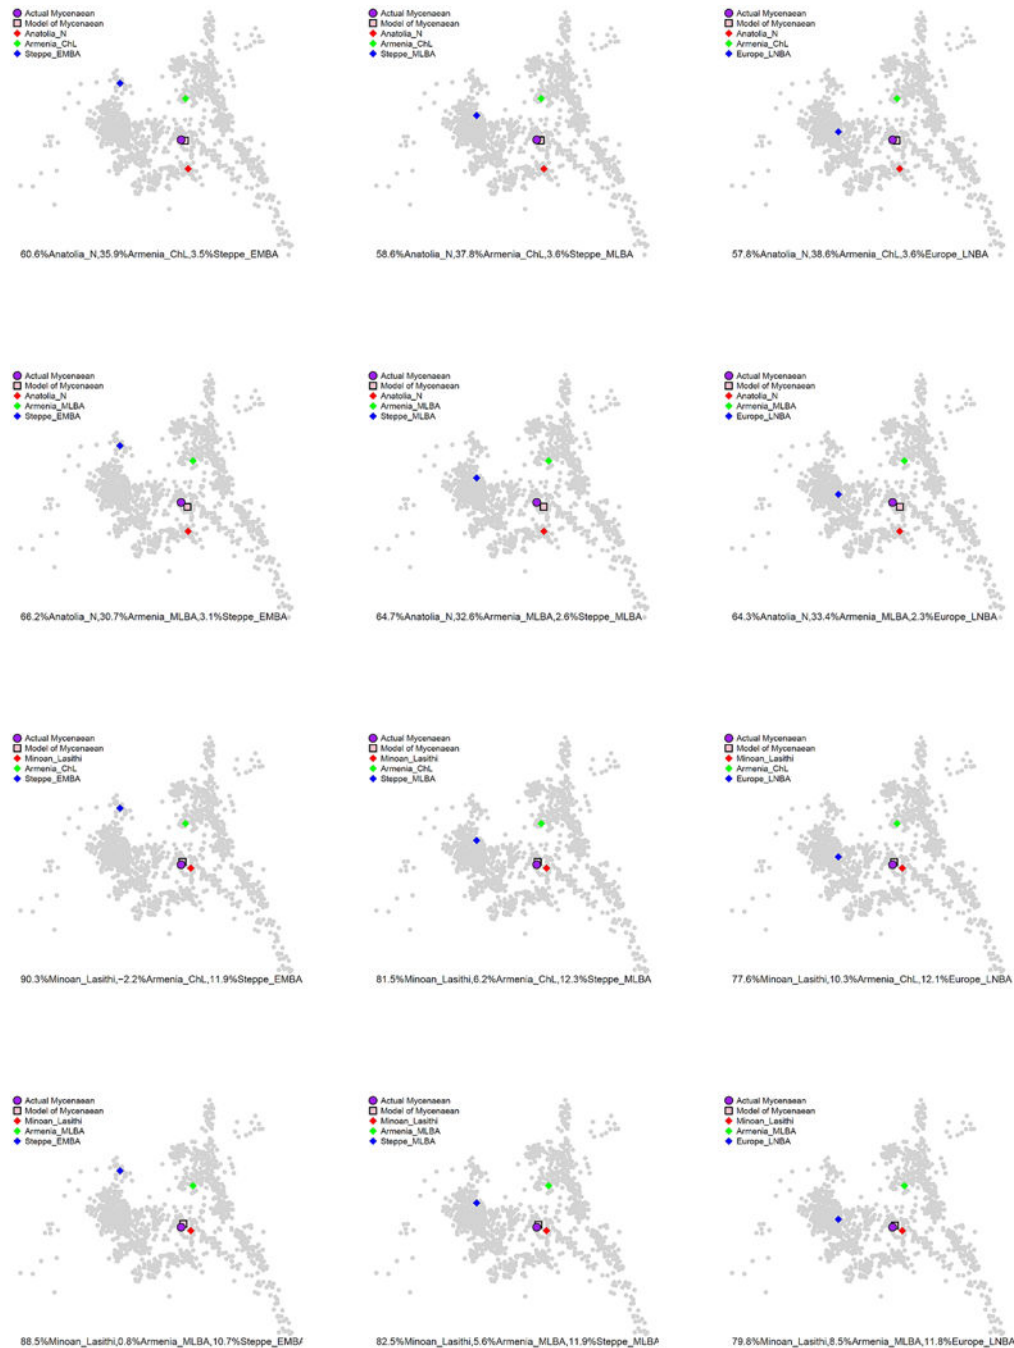 Actual Mycenaean
Model of Mycenaean
Anatolia_N
Armenia_ChL
Steppe_EMBA
60.6%Anatolia_N,35.9%Armenia_ChL,3.5%Steppe_EMBA
Actual Mycenaean
Model of Mycenaean
Anatolia_N
Armenia_ChL
Steppe_MLBA
58.6%Anatolia_N,37.8%Armenia_ChL,3.6%Steppe_MLBA
Actual Mycenaean
Model of Mycenaean
Anatolia_N
Armenia_ChL
Europe_LNBA
57.8%Anatolia_N,38.6%Armenia_ChL,3.6%Europe_LNBA
Actual Mycenaean
Model of Mycenaean
Anatolia_N
Armenia_MLBA
Steppe_EMBA
66.2%Anatolia_N,30.7%Armenia_MLBA,3.1%Steppe_EMBA
Actual Mycenaean
Model of Mycenaean
Anatolia_N
Armenia_MLBA
Steppe_MLBA
64.7%Anatolia_N,32.6%Armenia_MLBA,2.6%Steppe_MLBA
Actual Mycenaean
Model of Mycenaean
Anatolia_N
Armenia_MLBA
Europe_LNBA
64.3%Anatolia_N,33.4%Armenia_MLBA,2.3%Europe_LNBA
Actual Mycenaean
Model of Mycenaean
Minoan_Lasithi
Armenia_ChL
Steppe_EMBA
90.3%Minoan_Lasithi,−2.2%Armenia_ChL,11.9%Steppe_EMBA
Actual Mycenaean
Model of Mycenaean
Minoan_Lasithi
Armenia_ChL
Steppe_MLBA
81.5%Minoan_Lasithi,6.2%Armenia_ChL,12.3%Steppe_MLBA
Actual Mycenaean
Model of Mycenaean
Minoan_Lasithi
Armenia_ChL
Europe_LNBA
77.6%Minoan_Lasithi,10.3%Armenia_ChL,12.1%Europe_LNBA
Actual Mycenaean
Model of Mycenaean
Minoan_Lasithi
Armenia_MLBA
Steppe_EMBA
88.5%Minoan_Lasithi,0.8%Armenia_MLBA,10.7%Steppe_EMBA
Actual Mycenaean
Model of Mycenaean
Minoan_Lasithi
Armenia_MLBA
Steppe_MLBA
82.5%Minoan_Lasithi,5.6%Armenia_MLBA,11.9%Steppe_MLBA
Actual Mycenaean
Model of Mycenaean
Minoan_Lasithi
Armenia_MLBA
Europe_LNBA
79.8%Minoan_Lasithi,8.5%Armenia_MLBA,11.8%Europe_LNBA